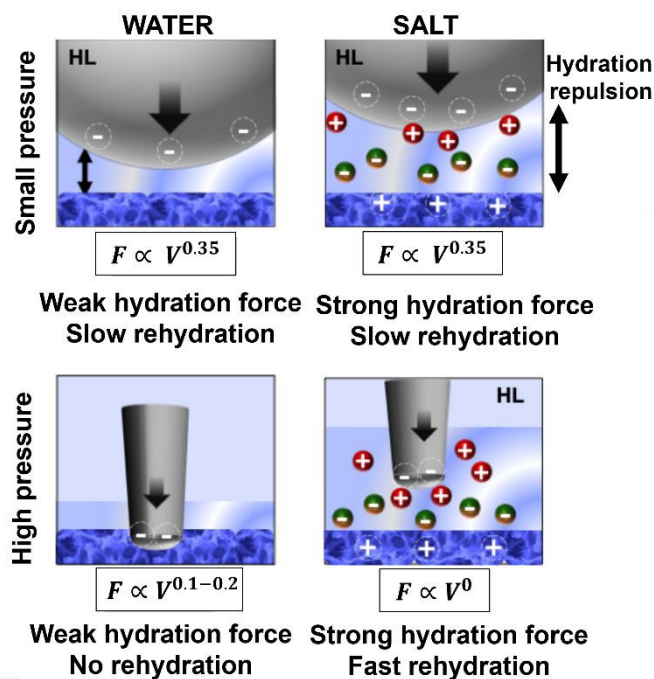 WATER
SALT
Small pressure
HL
HL
Hydration
repulsion
- - -
- - - -
+ + + +
- - - - -
+ + +
F ∝ V^0.35
F ∝ V^0.35
Weak hydration force
Slow rehydration
Strong hydration force
Slow rehydration
High pressure
HL
- -
- -
+ + + + +
- - - - -
+ + +
F ∝ V^0.1−0.2
F ∝ V^0
Weak hydration force
No rehydration
Strong hydration force
Fast rehydration